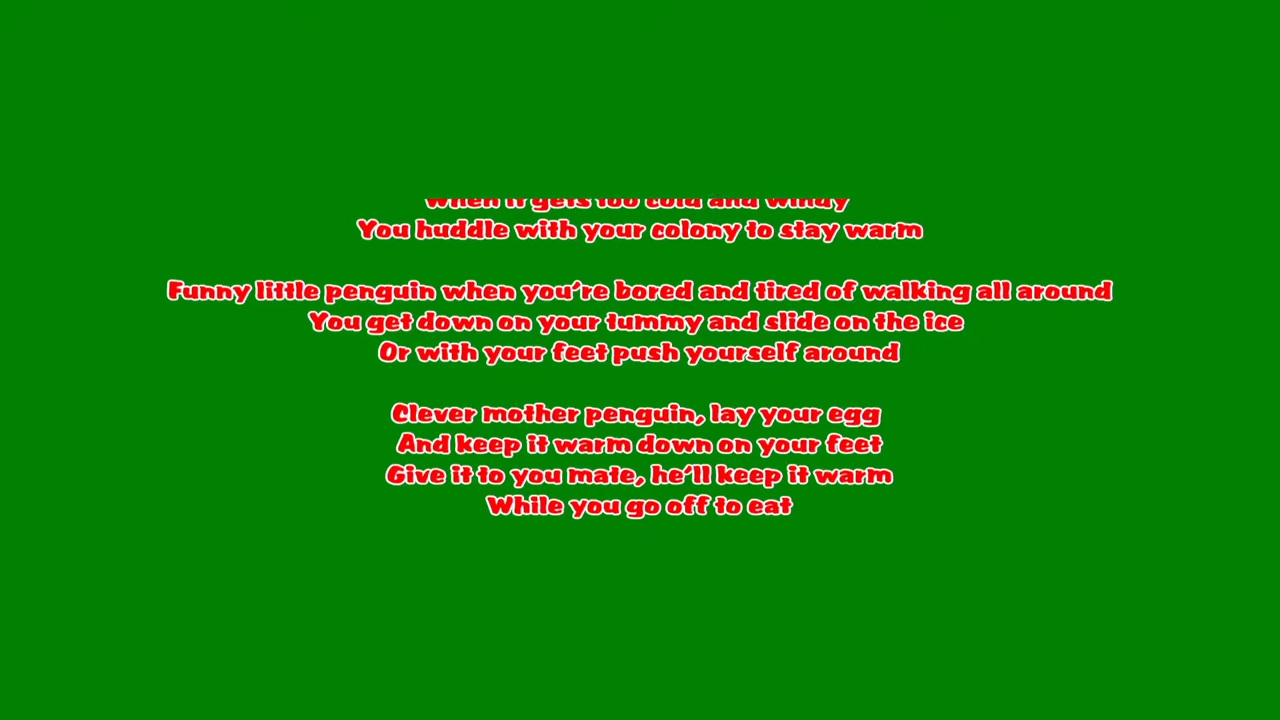 When it gets too cold and windy
You huddle with your colony to stay warm
Funny little penguin when you're bored and tired of walking all around
You get down on your tummy and slide on the ice
Or with your feet push yourself around
Clever mother penguin, lay your egg
And keep it warm down on your feet
Give it to you mate, he'll keep it warm
While you go off to eat